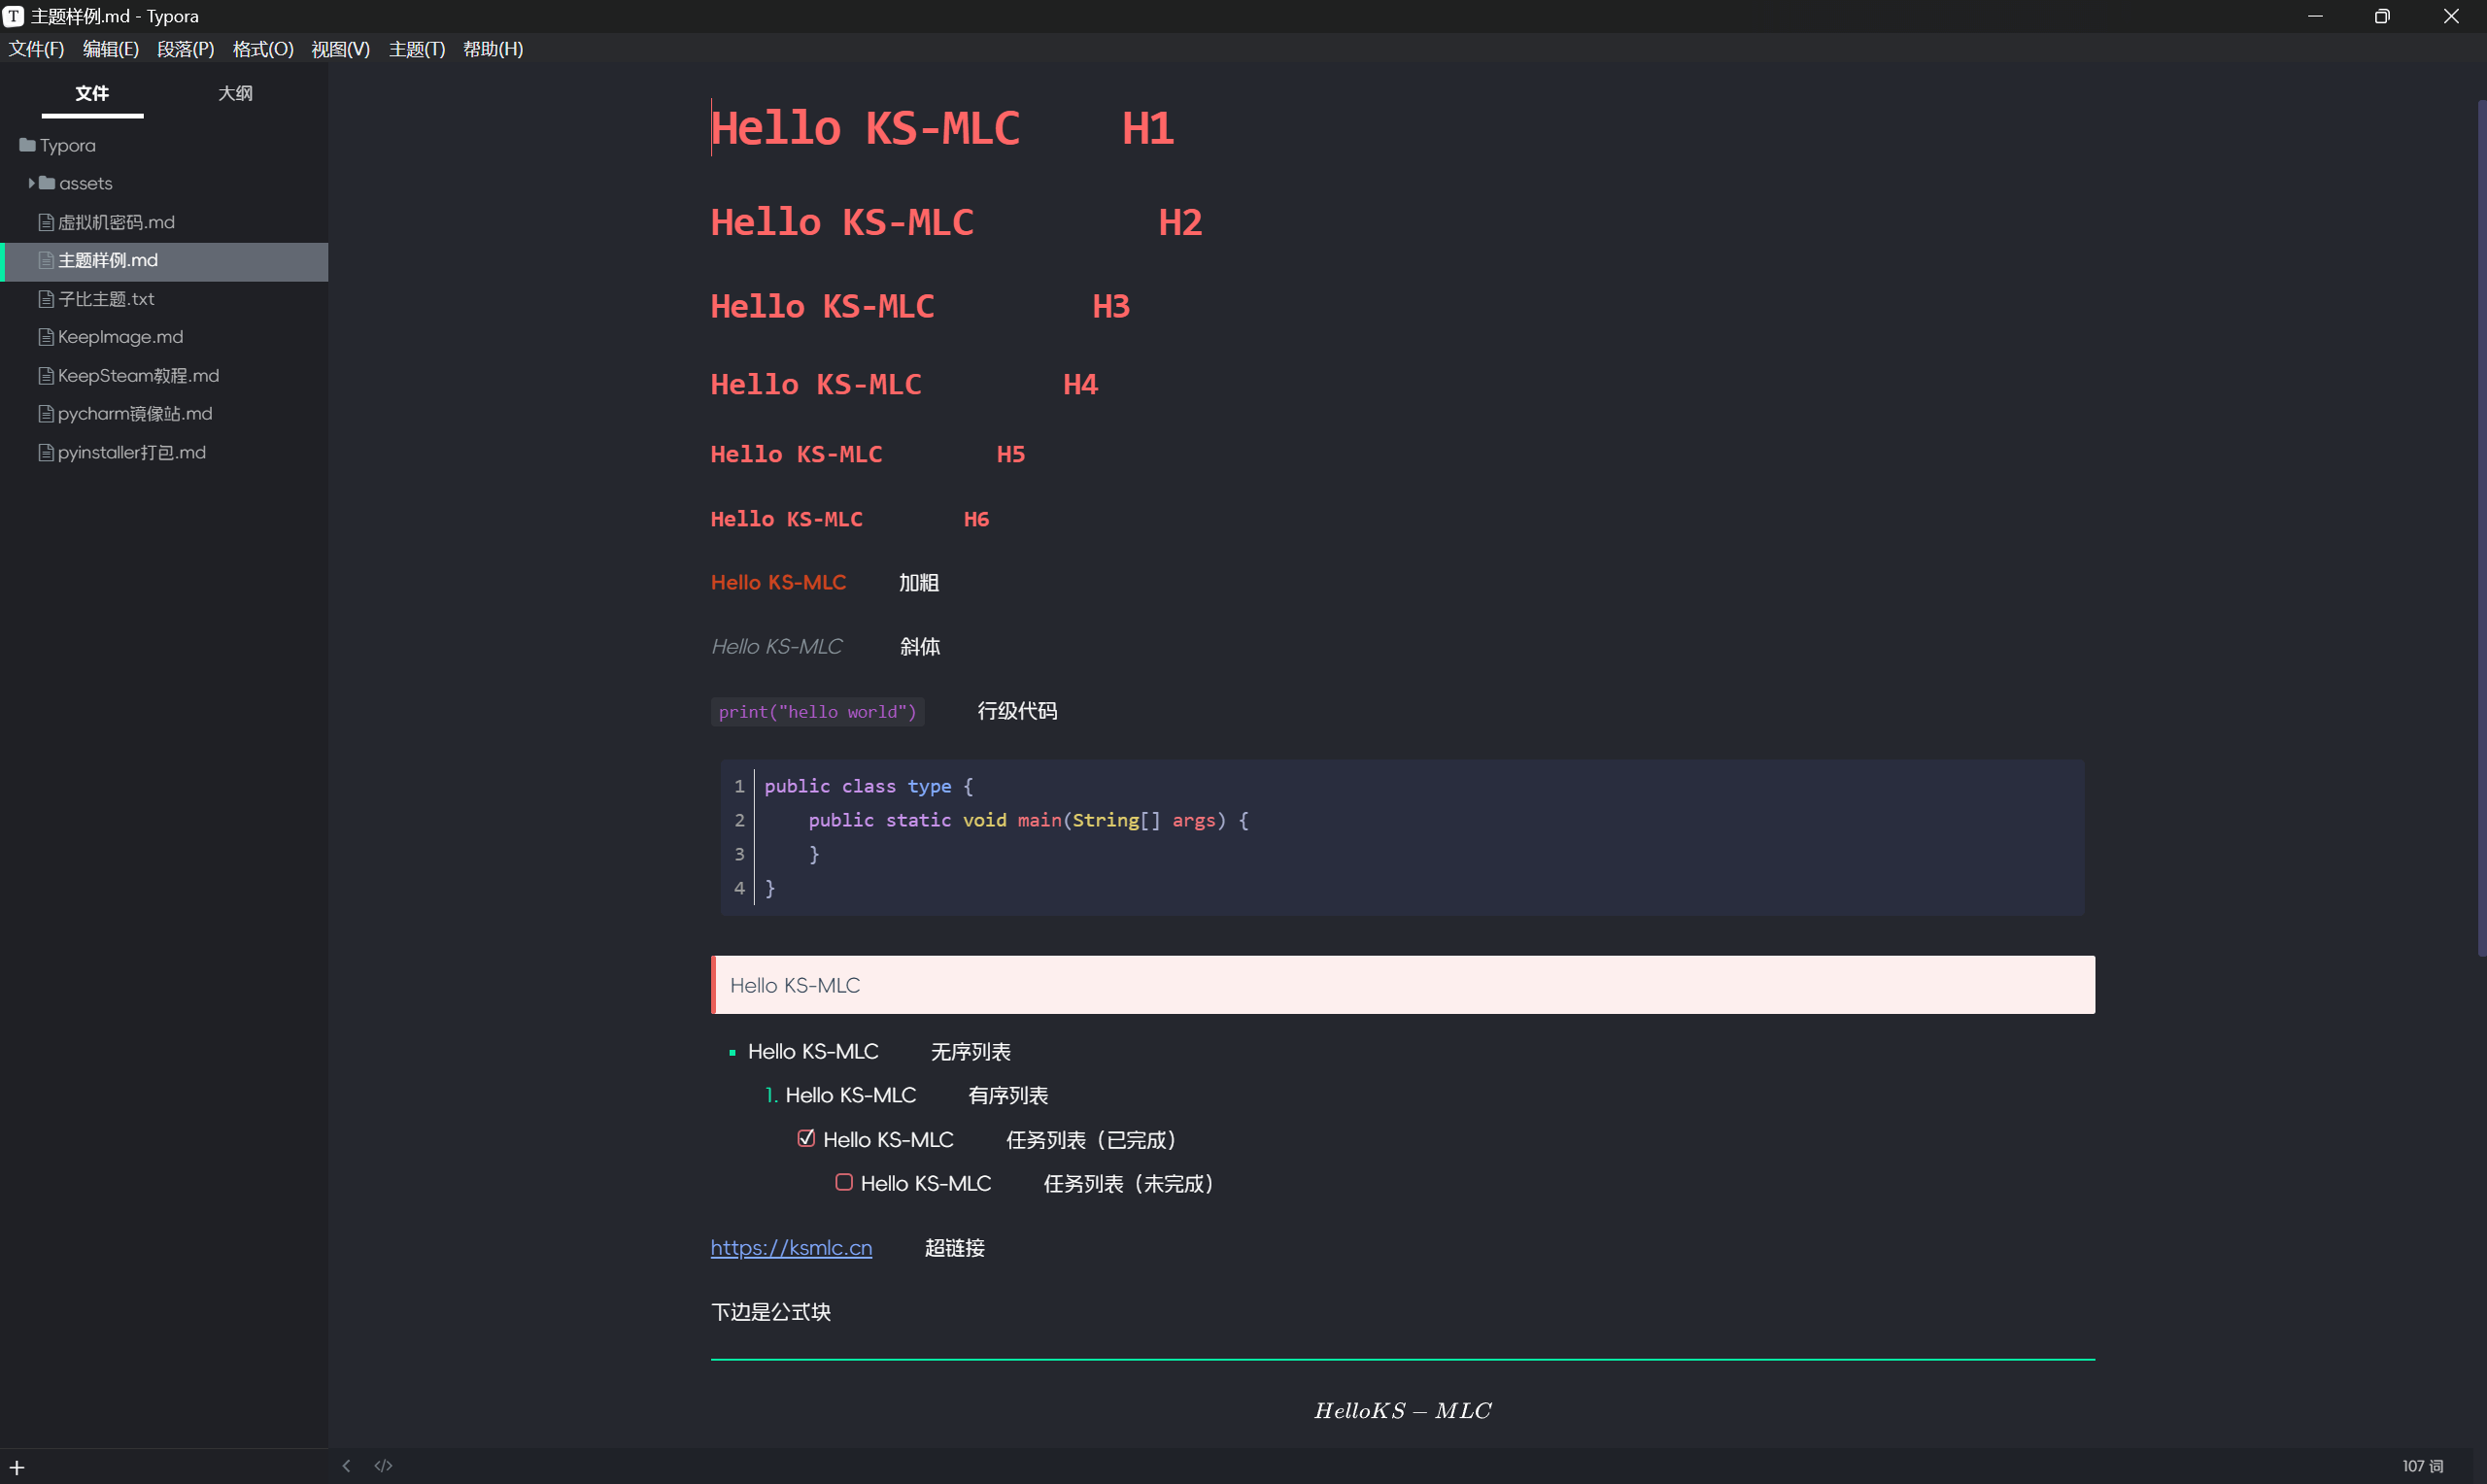 主题样例.md - Typora
文件(F) 编辑(E) 段落(P) 格式(O) 视图(V) 主题(T) 帮助(H)
文件 大纲
Typora
assets
虚拟机密码.md
主题样例.md
子比主题.txt
KeepImage.md
KeepSteam教程.md
pycharm镜像站.md
pyinstaller打包.md
Hello KS-MLC H1
Hello KS-MLC H2
Hello KS-MLC H3
Hello KS-MLC H4
Hello KS-MLC H5
Hello KS-MLC H6
Hello KS-MLC 加粗
Hello KS-MLC 斜体
print("hello world") 行级代码
1 public class type {
2 public static void main(String[] args) {
3 }
4 }
Hello KS-MLC
Hello KS-MLC 无序列表
1. Hello KS-MLC 有序列表
Hello KS-MLC 任务列表（已完成）
Hello KS-MLC 任务列表（未完成）
https://ksmlc.cn 超链接
下边是公式块
HelloKS − MLC
107 词